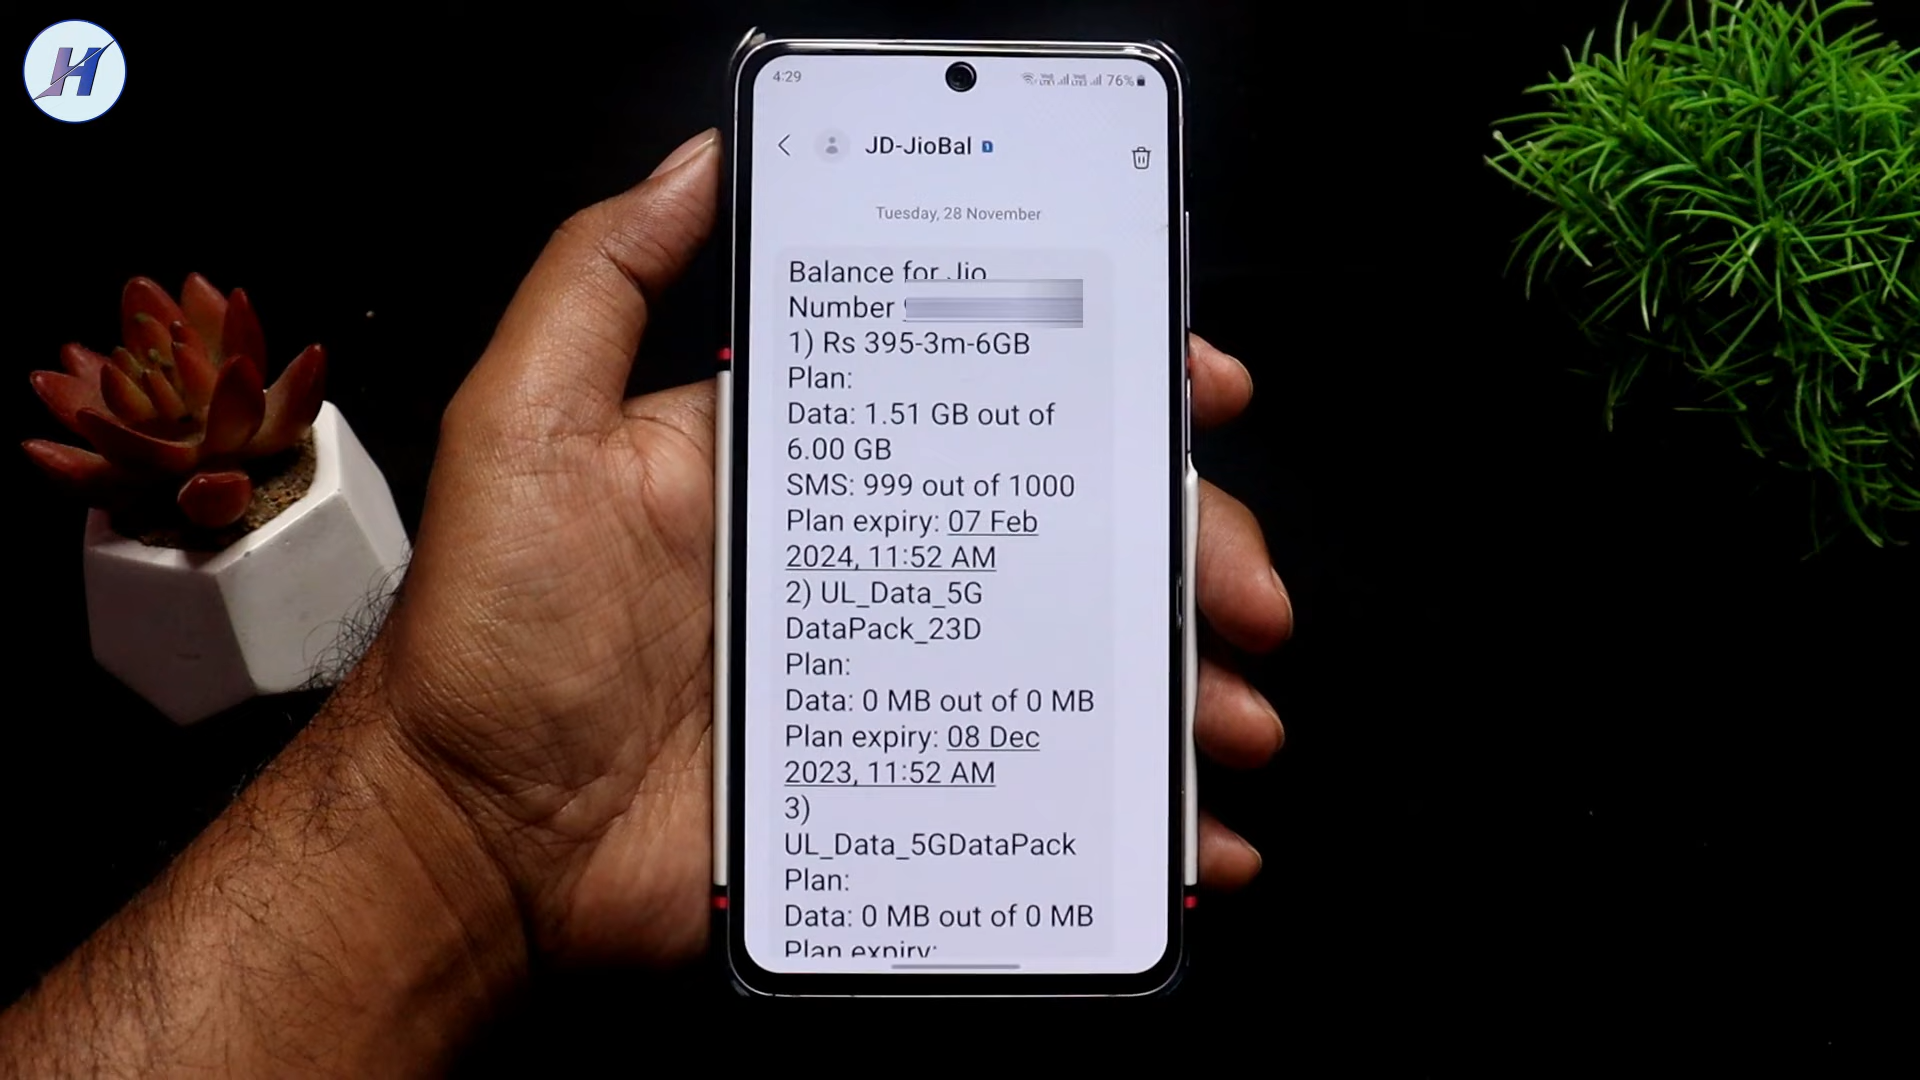 H
4:29
76%
JD-JioBal
Tuesday, 28 November
Balance for Jio
Number
1) Rs 395-3m-6GB
Plan:
Data: 1.51 GB out of
6.00 GB
SMS: 999 out of 1000
Plan expiry: 07 Feb
2024, 11:52 AM
2) UL_Data_5G
DataPack_23D
Plan:
Data: 0 MB out of 0 MB
Plan expiry: 08 Dec
2023, 11:52 AM
3)
UL_Data_5GDataPack
Plan:
Data: 0 MB out of 0 MB
Plan expiry: